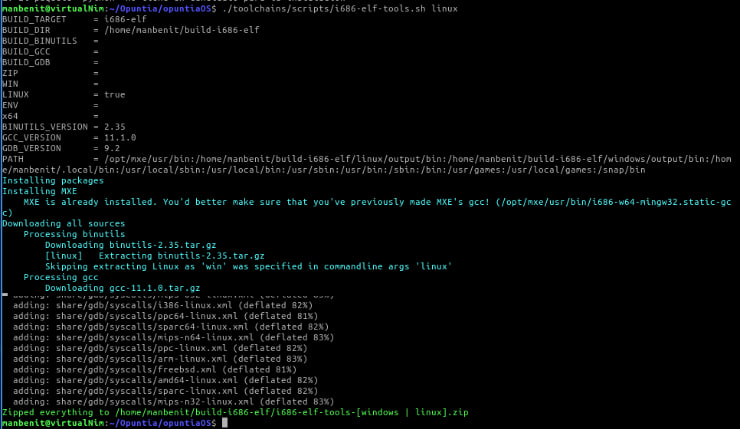 manbenit@virtualNim:~/Opuntia/opuntiaOS$ ./toolchains/scripts/i686-elf-tools.sh linux
BUILD_TARGET     = i686-elf
BUILD_DIR        = /home/manbenit/build-i686-elf
BUILD_BINUTILS   =
BUILD_GCC        =
BUILD_GDB        =
ZIP              =
WIN              =
LINUX            = true
ENV              =
x64              =
BINUTILS_VERSION = 2.35
GCC_VERSION      = 11.1.0
GDB_VERSION      = 9.2
PATH             = /opt/mxe/usr/bin:/home/manbenit/build-i686-elf/linux/output/bin:/home/manbenit/build-i686-elf/windows/output/bin:/hom
e/manbenit/.local/bin:/usr/local/sbin:/usr/local/bin:/usr/sbin:/usr/bin:/sbin:/bin:/usr/games:/usr/local/games:/snap/bin
Installing packages
Installing MXE
    MXE is already installed. You'd better make sure that you've previously made MXE's gcc! (/opt/mxe/usr/bin/i686-w64-mingw32.static-gc
c)
Downloading all sources
    Processing binutils
        Downloading binutils-2.35.tar.gz
        [linux]   Extracting binutils-2.35.tar.gz
        Skipping extracting Linux as 'win' was specified in commandline args 'linux'
    Processing gcc
        Downloading gcc-11.1.0.tar.gz
  adding: share/gdb/syscalls/i386-linux.xml (deflated 82%)
  adding: share/gdb/syscalls/ppc64-linux.xml (deflated 81%)
  adding: share/gdb/syscalls/sparc64-linux.xml (deflated 82%)
  adding: share/gdb/syscalls/mips-n64-linux.xml (deflated 83%)
  adding: share/gdb/syscalls/ppc-linux.xml (deflated 82%)
  adding: share/gdb/syscalls/arm-linux.xml (deflated 83%)
  adding: share/gdb/syscalls/freebsd.xml (deflated 81%)
  adding: share/gdb/syscalls/amd64-linux.xml (deflated 82%)
  adding: share/gdb/syscalls/sparc-linux.xml (deflated 82%)
  adding: share/gdb/syscalls/mips-n32-linux.xml (deflated 83%)
Zipped everything to /home/manbenit/build-i686-elf/i686-elf-tools-[windows | linux].zip
manbenit@virtualNim:~/Opuntia/opuntiaOS$